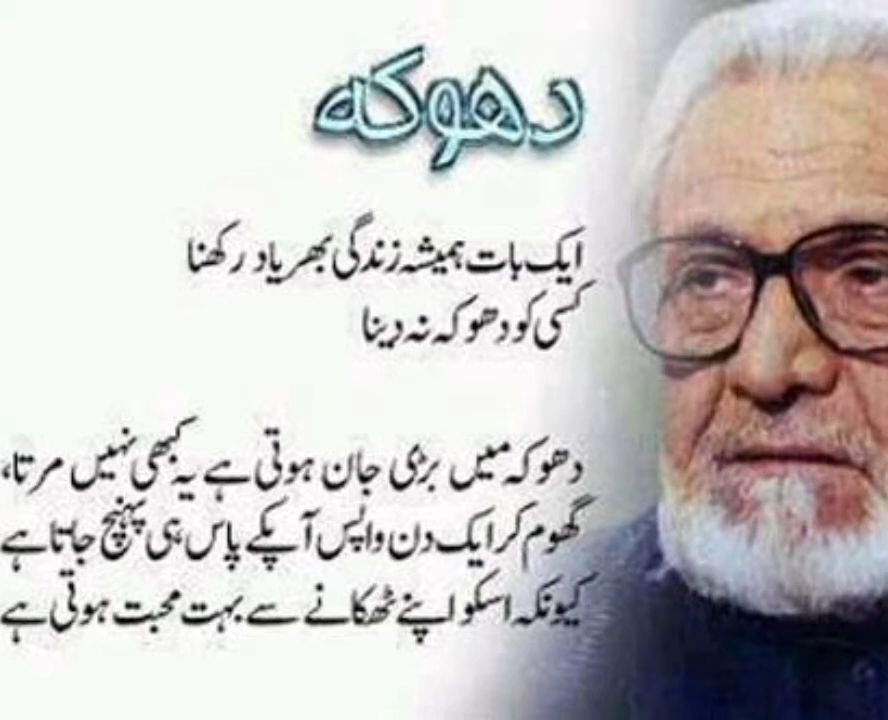 دھوکہ
ایک بات ہمیشہ زندگی بھر یاد رکھنا
کسی کو دھوکہ نہ دینا
دھوکہ میں بڑی جان ہوتی ہے یہ کبھی نہیں مرتا،
گھوم کر ایک دن واپس آپکے پاس ہی پہنچ جاتا ہے
کیونکہ اسکو اپنے ٹھکانے سے بہت محبت ہوتی ہے